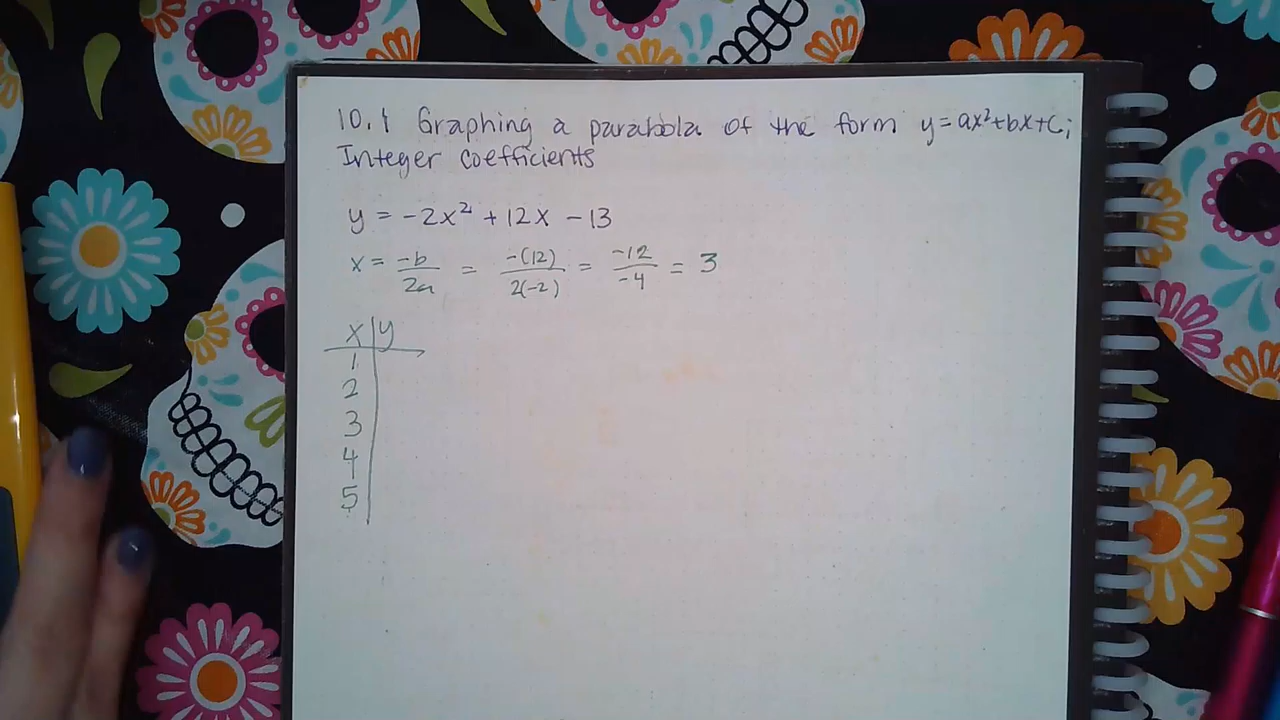 10.1 Graphing a parabola of the form y=ax²+bx+c;
Integer coefficients
y = -2x² + 12x - 13
x = -b/2a = -(12)/2(-2) = -12/-4 = 3
x | y
1
2
3
4
5